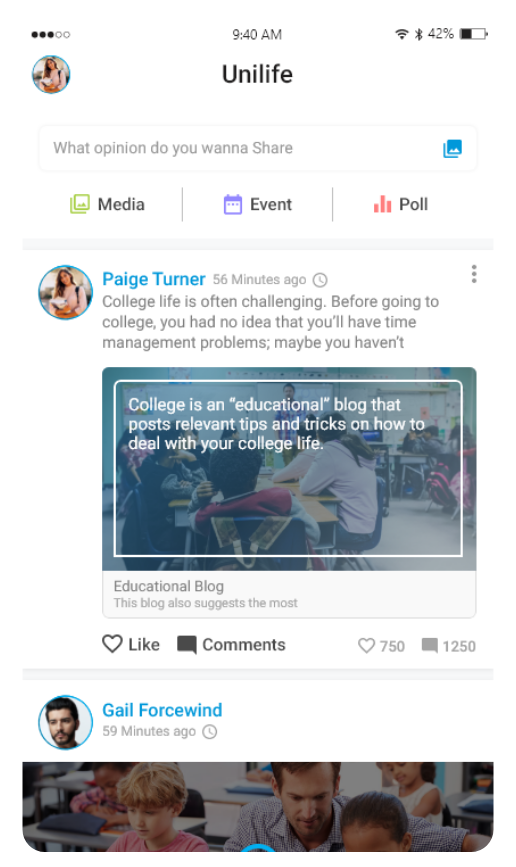 9:40 AM
42%
Unilife
What opinion do you wanna Share
Media
Event
Poll
Paige Turner 56 Minutes ago
College life is often challenging. Before going to
college, you had no idea that you'll have time
management problems; maybe you haven't
College is an "educational" blog that
posts relevant tips and tricks on how to
deal with your college life.
Educational Blog
This blog also suggests the most
Like
Comments
750
1250
Gail Forcewind
59 Minutes ago